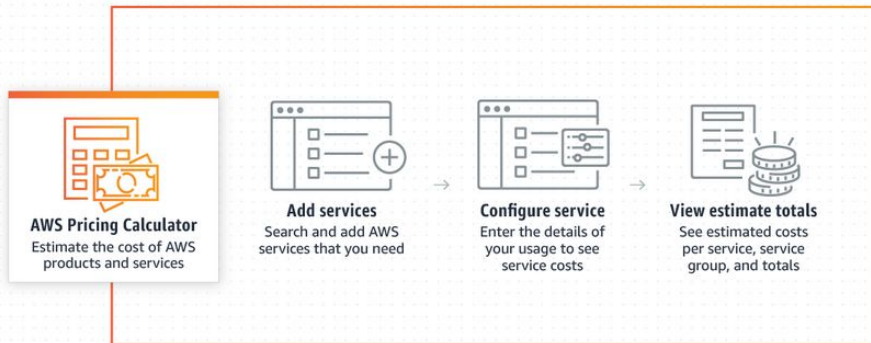 AWS Pricing Calculator
Estimate the cost of AWS
products and services
Add services
Search and add AWS
services that you need
Configure service
Enter the details of
your usage to see
service costs
View estimate totals
See estimated costs
per service, service
group, and totals